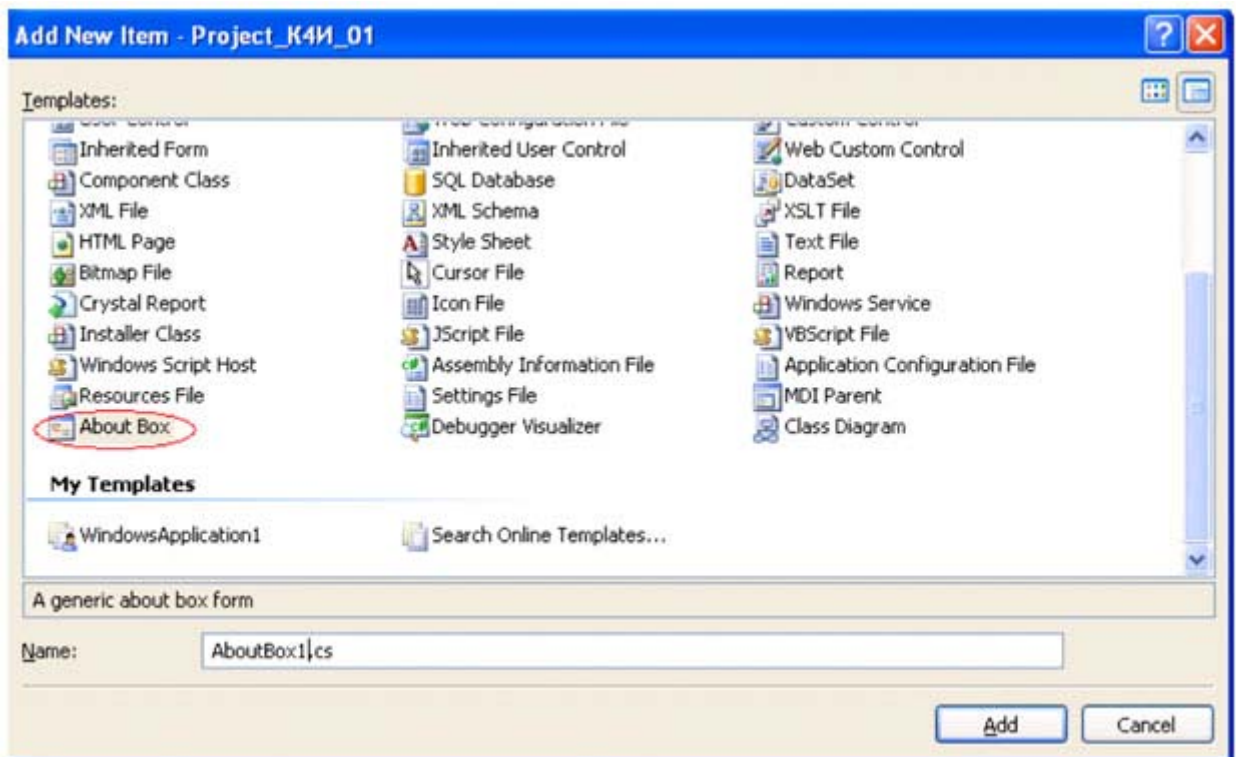 Add New Item - Project_К4И_01
Templates:
Inherited Form Inherited User Control Web Custom Control
Component Class SQL Database DataSet
XML File XML Schema XSLT File
HTML Page Style Sheet Text File
Bitmap File Cursor File Report
Crystal Report Icon File Windows Service
Installer Class JScript File VBScript File
Windows Script Host Assembly Information File Application Configuration File
Resources File Settings File MDI Parent
About Box Debugger Visualizer Class Diagram
My Templates
WindowsApplication1 Search Online Templates...
A generic about box form
Name: AboutBox1.cs
Add Cancel